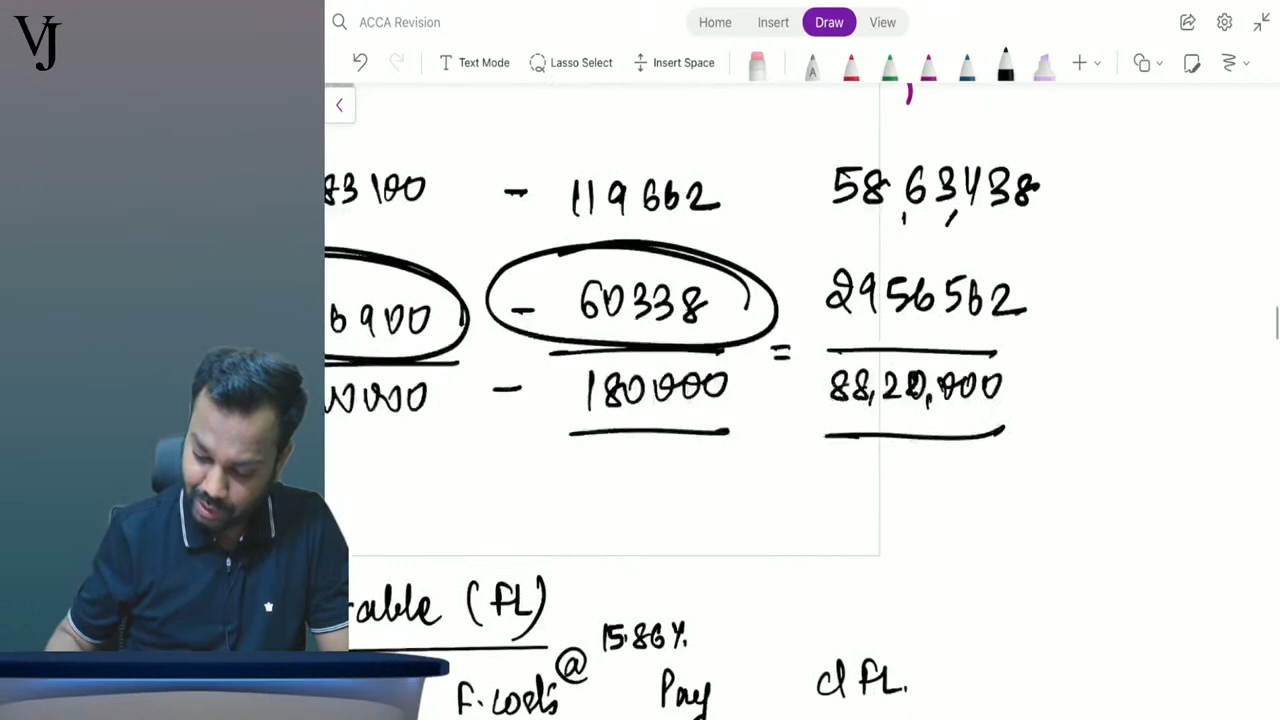 VJ
ACCA Revision
Home Insert Draw View
Text Mode Lasso Select Insert Space
83100 - 119662 5863438
6900 - 60338 = 2956562
- 180000 88,20,000
able (FL)
F. costs @ 15.86%. Pay cl FL.